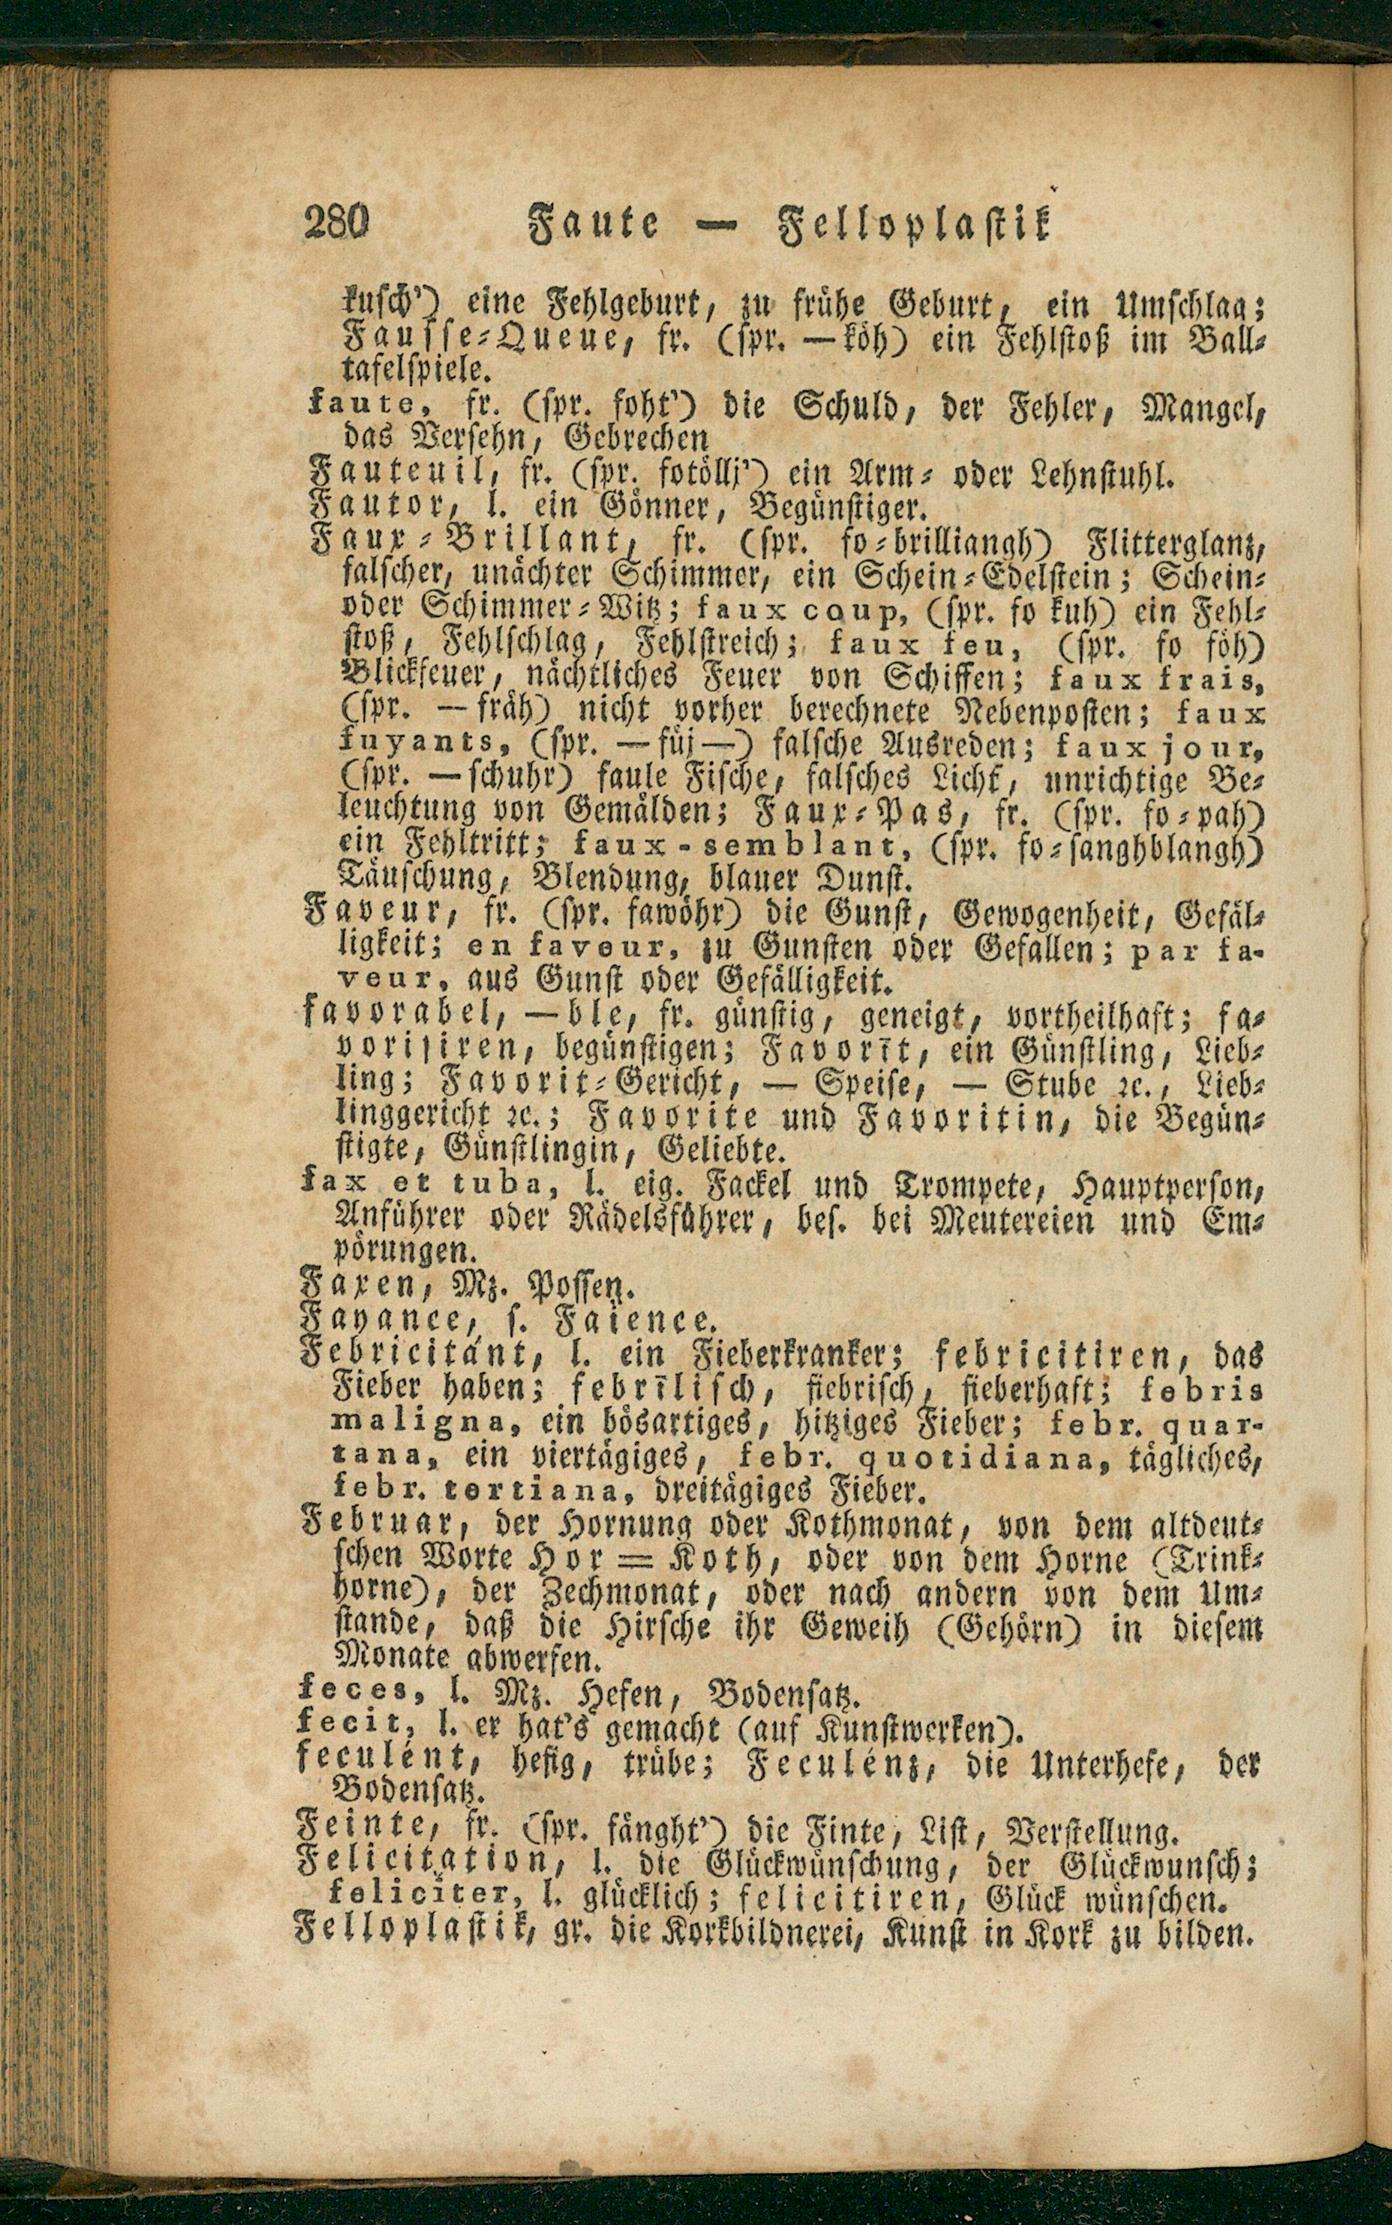 280 Faute — Felloplastik
kusch’) eine Fehlgeburt, zu frühe Geburt, ein Umschlag;
Fausse-Queue, fr. (spr. —köh) ein Fehlstoß im Ball-
tafelspiele.
faute, fr. (spr. foht’) die Schuld, der Fehler, Mangel,
das Versehn, Gebrechen
Fauteuil, fr. (spr. fotöllj’) ein Arm- oder Lehnstuhl.
Fautor, l. ein Gönner, Begünstiger.
Faux-Brillant, fr. (spr. fo-brilliangh) Flitterglanz,
falscher, unächter Schimmer, ein Schein-Edelstein; Schein-
oder Schimmer-Witz; faux coup, (spr. fo kuh) ein Fehl-
stoß, Fehlschlag, Fehlstreich; faux feu, (spr. fo föh)
Blickfeuer, nächtliches Feuer von Schiffen; faux frais,
(spr. —fräh) nicht vorher berechnete Nebenposten; faux
fuyants, (spr. —füj—) falsche Ausreden; faux jour,
(spr. —schuhr) faule Fische, falsches Licht, unrichtige Be-
leuchtung von Gemälden; Faux-Pas, fr. (spr. fo-pah)
ein Fehltritt; faux-semblant, (spr. fo-sanghblangh)
Täuschung, Blendung, blauer Dunst.
Faveur, fr. (spr. fawöhr) die Gunst, Gewogenheit, Gefäl-
ligkeit; en faveur, zu Gunsten oder Gefallen; par fa-
veur, aus Gunst oder Gefälligkeit.
favorabel, —ble, fr. günstig, geneigt, vortheilhaft; fa-
vorisiren, begünstigen; Favorīt, ein Günstling, Lieb-
ling; Favorit-Gericht, — Speise, — Stube ꝛc., Lieb-
linggericht ꝛc.; Favorite und Favoritin, die Begün-
stigte, Günstlingin, Geliebte.
fax et tuba, l. eig. Fackel und Trompete, Hauptperson,
Anführer oder Rädelsführer, bes. bei Meutereien und Em-
pörungen.
Faxen, Mz. Possen.
Fayance, s. Faïence.
Febricitánt, l. ein Fieberkranker; febricitiren, das
Fieber haben; febrīlisch, fiebrisch, fieberhaft; febris
maligna, ein bösartiges, hitziges Fieber; febr. quar-
tana, ein viertägiges, febr. quotidiana, tägliches,
febr. tertiana, dreitägiges Fieber.
Februar, der Hornung oder Kothmonat, von dem altdeut-
schen Worte Hor = Koth, oder von dem Horne (Trink-
horne), der Zechmonat, oder nach andern von dem Um-
stande, daß die Hirsche ihr Geweih (Gehörn) in diesem
Monate abwerfen.
feces, l. Mz. Hefen, Bodensatz.
fecit, l. er hat’s gemacht (auf Kunstwerken).
feculént, hefig, trübe; Feculénz, die Unterhefe, der
Bodensatz.
Feinte, fr. (spr. fänght’) die Finte, List, Verstellung.
Felicitation, l. die Glückwünschung, der Glückwunsch;
felicĭter, l. glücklich; felicitiren, Glück wünschen.
Felloplastik, gr. die Korkbildnerei, Kunst in Kork zu bilden.